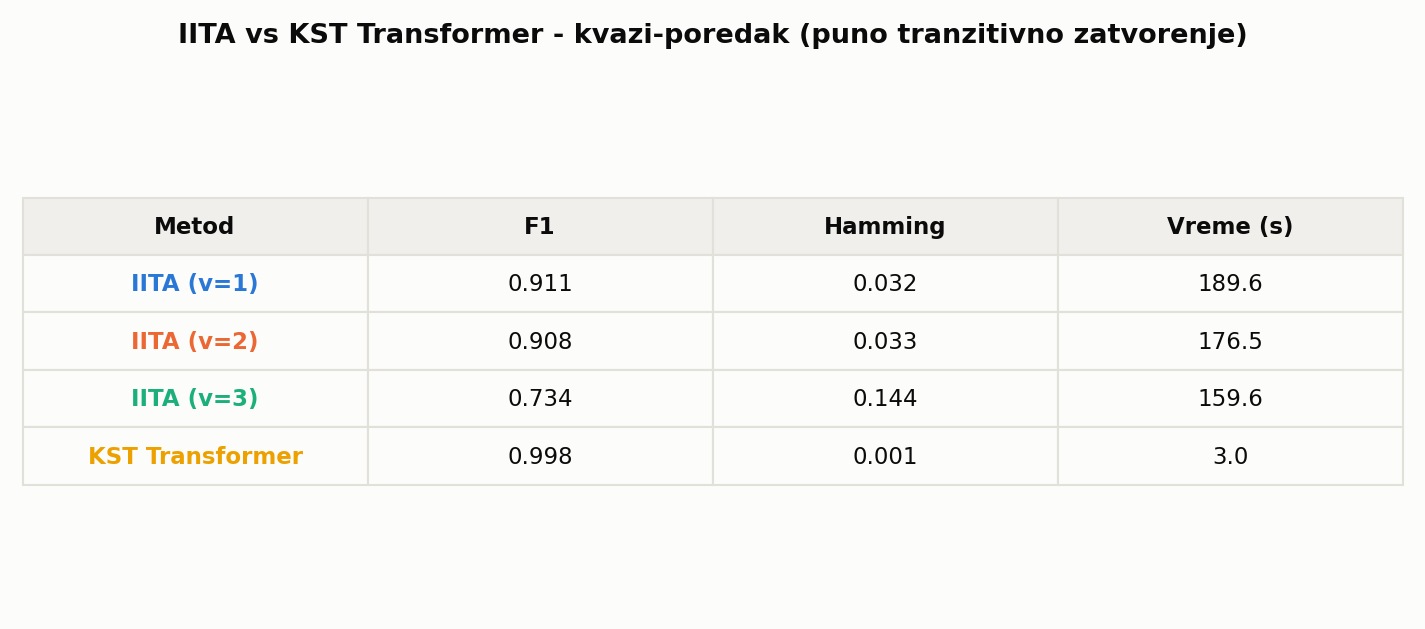 IITA vs KST Transformer - kvazi-poredak (puno tranzitivno zatvorenje)
Metod F1 Hamming Vreme (s)
IITA (v=1) 0.911 0.032 189.6
IITA (v=2) 0.908 0.033 176.5
IITA (v=3) 0.734 0.144 159.6
KST Transformer 0.998 0.001 3.0